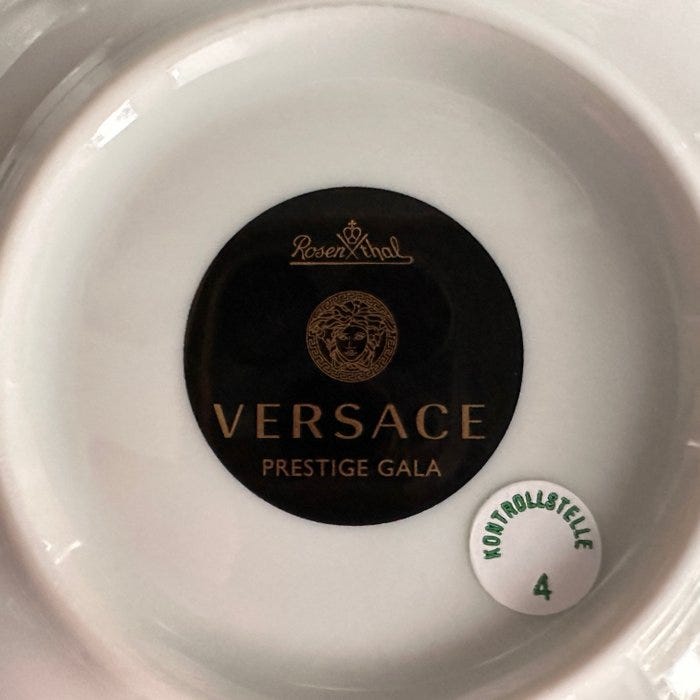 Rosenthal
VERSACE
PRESTIGE GALA
KONTROLLSTELLE
4